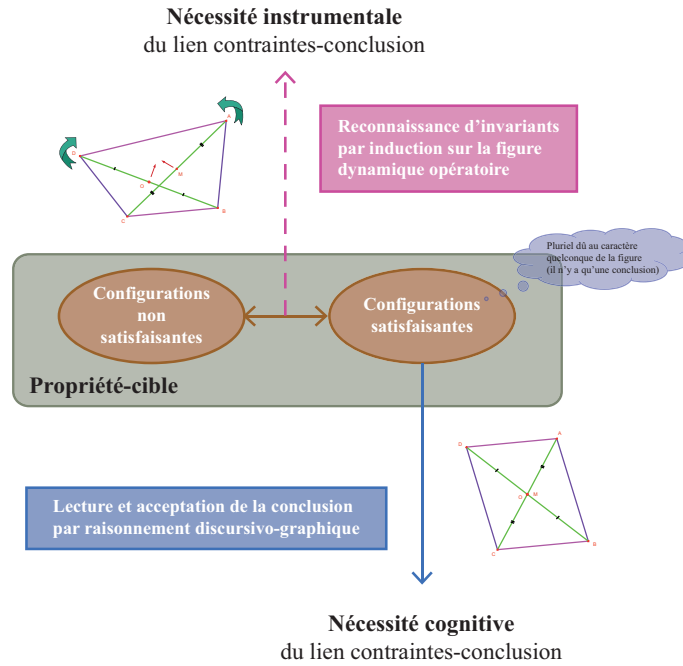 Nécessité instrumentale
du lien contraintes-conclusion
Reconnaissance d'invariants
par induction sur la figure
dynamique opératoire
A
D
M
O
C
B
Pluriel dû au caractère
quelconque de la figure
(il n'y a qu'une conclusion)
Configurations
non
satisfaisantes
Configurations
satisfaisantes
Propriété-cible
A
D
O
M
C
B
Lecture et acceptation de la conclusion
par raisonnement discursivo-graphique
Nécessité cognitive
du lien contraintes-conclusion